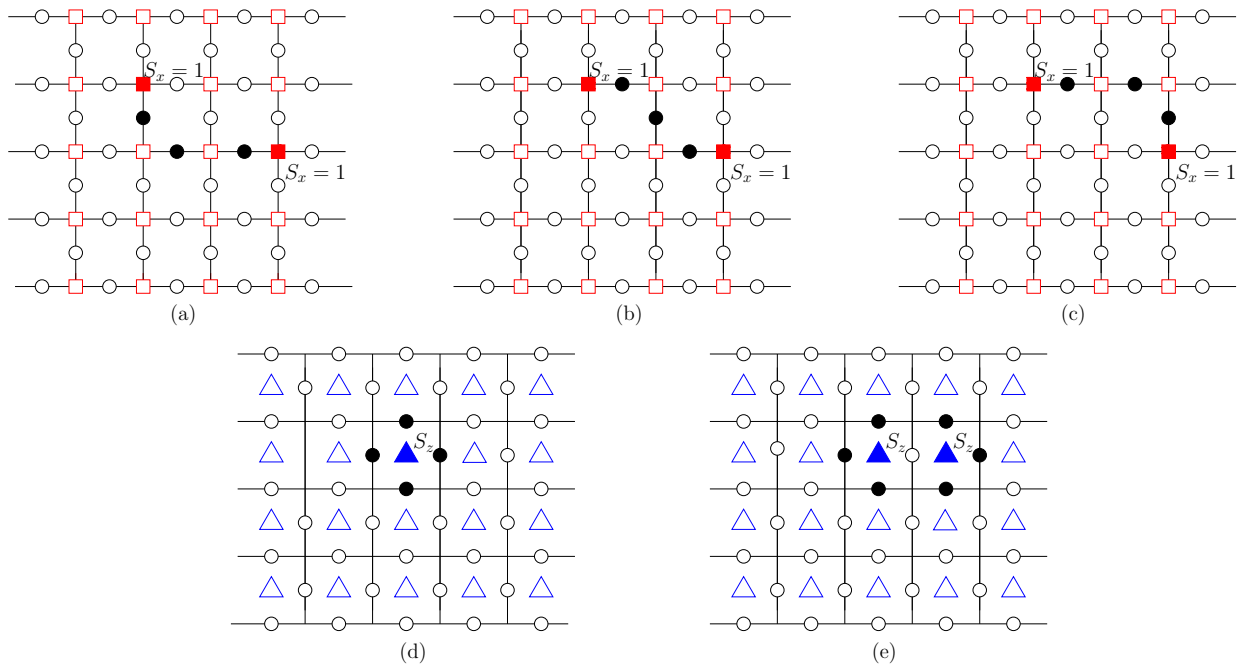 S_x = 1
S_x = 1
(a)
S_x = 1
S_x = 1
(b)
S_x = 1
S_x = 1
(c)
S_z
(d)
S_z
S_z
(e)